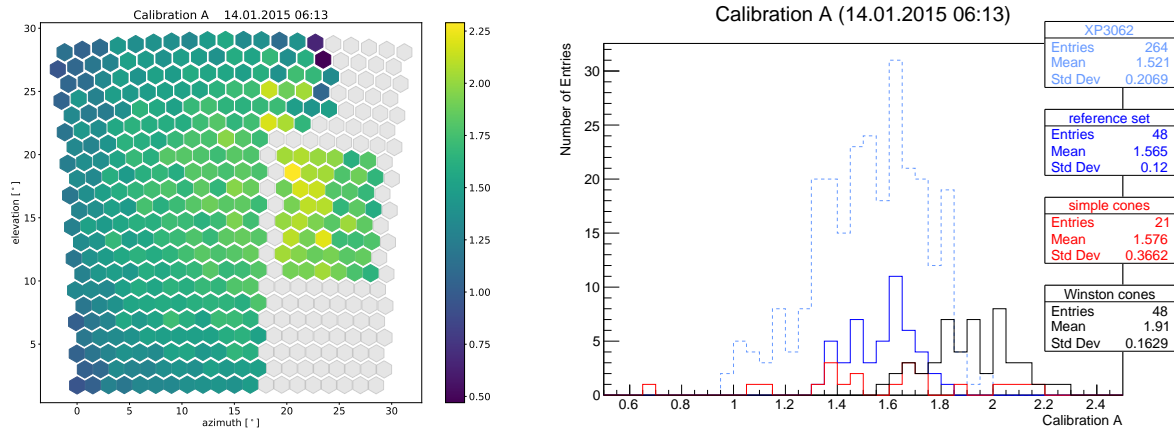 Calibration A 14.01.2015 06:13
elevation [°]
30
25
20
15
10
5
0 5 10 15 20 25 30
azimuth [°]
2.25
2.00
1.75
1.50
1.25
1.00
0.75
0.50
Calibration A (14.01.2015 06:13)
Number of Entries
30
25
20
15
10
5
0
0.6 0.8 1 1.2 1.4 1.6 1.8 2 2.2 2.4
Calibration A
XP3062
Entries 264
Mean 1.521
Std Dev 0.2069
reference set
Entries 48
Mean 1.565
Std Dev 0.12
simple cones
Entries 21
Mean 1.576
Std Dev 0.3662
Winston cones
Entries 48
Mean 1.91
Std Dev 0.1629